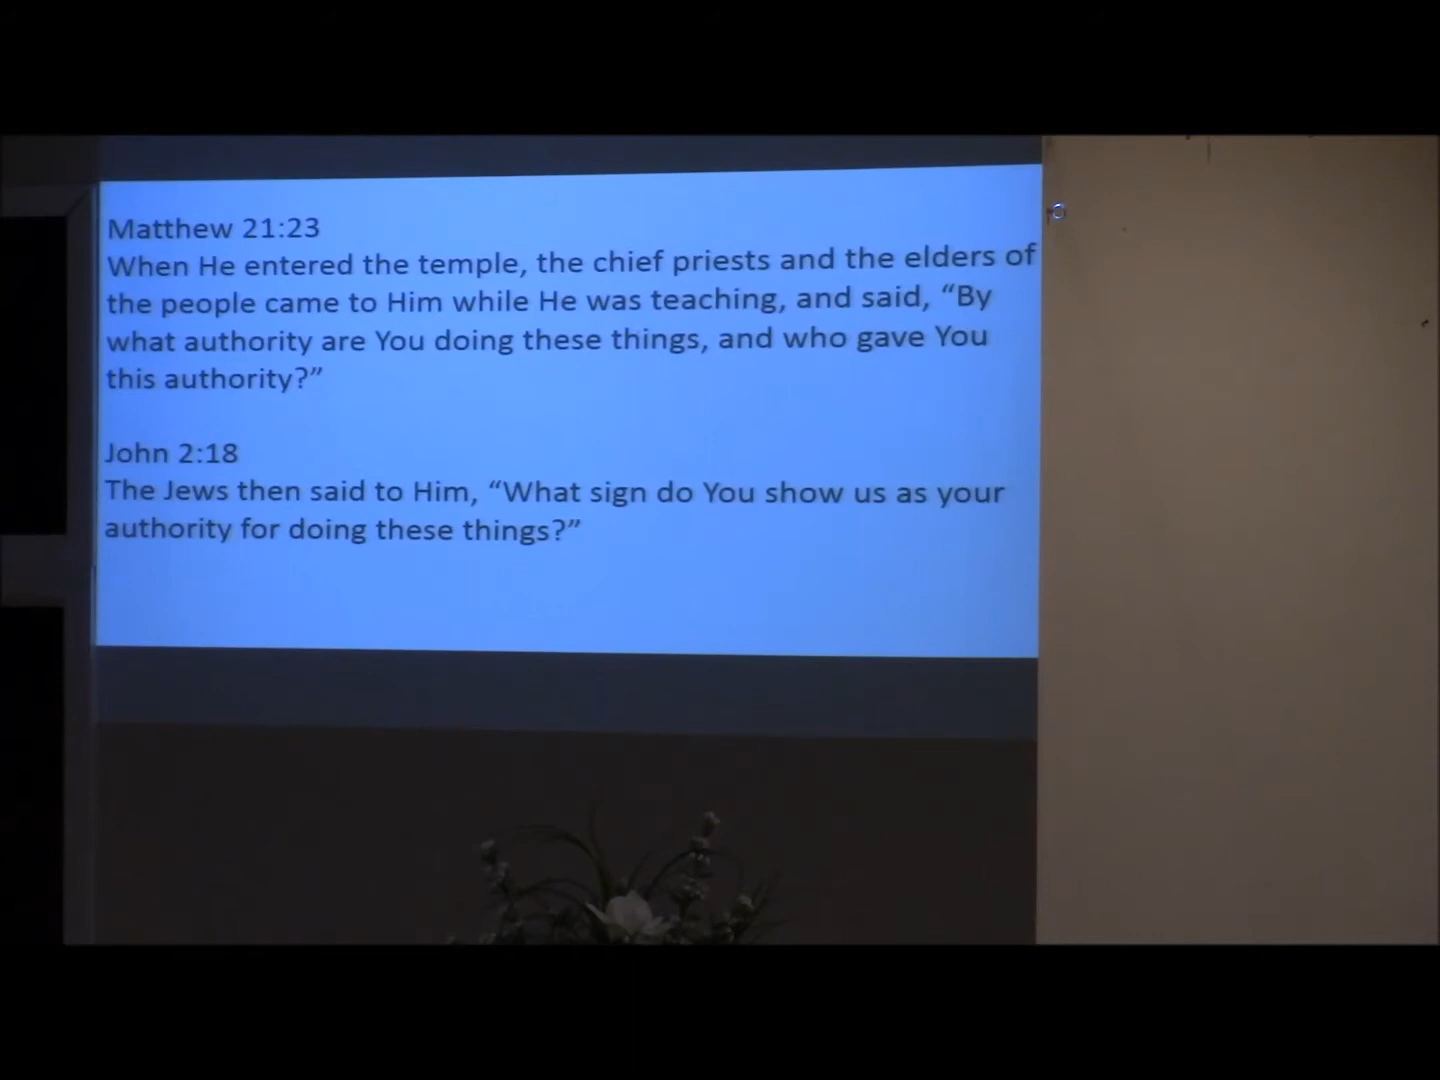 Matthew 21:23
When He entered the temple, the chief priests and the elders of
the people came to Him while He was teaching, and said, “By
what authority are You doing these things, and who gave You
this authority?”
John 2:18
The Jews then said to Him, “What sign do You show us as your
authority for doing these things?”